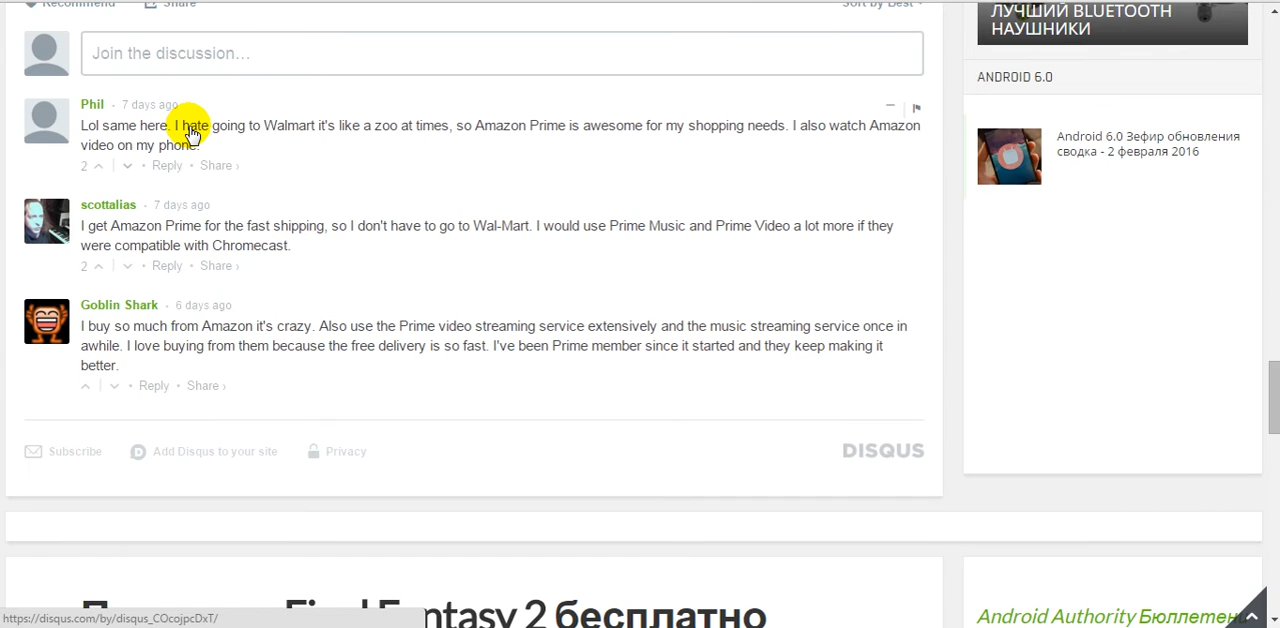 Recommend Share Sort by Best
Join the discussion...
Phil · 7 days ago
Lol same here. I hate going to Walmart it's like a zoo at times, so Amazon Prime is awesome for my shopping needs. I also watch Amazon
video on my phone!
2 Reply · Share ›
scottalias · 7 days ago
I get Amazon Prime for the fast shipping, so I don't have to go to Wal-Mart. I would use Prime Music and Prime Video a lot more if they
were compatible with Chromecast.
2 Reply · Share ›
Goblin Shark · 6 days ago
I buy so much from Amazon it's crazy. Also use the Prime video streaming service extensively and the music streaming service once in
awhile. I love buying from them because the free delivery is so fast. I've been Prime member since it started and they keep making it
better.
Reply · Share ›
Subscribe Add Disqus to your site Privacy DISQUS
Final Fantasy 2 бесплатно
https://disqus.com/by/disqus_COcojpcDxT/
ЛУЧШИЙ BLUETOOTH
НАУШНИКИ
ANDROID 6.0
Android 6.0 Зефир обновления
сводка - 2 февраля 2016
Android Authority Бюллетень